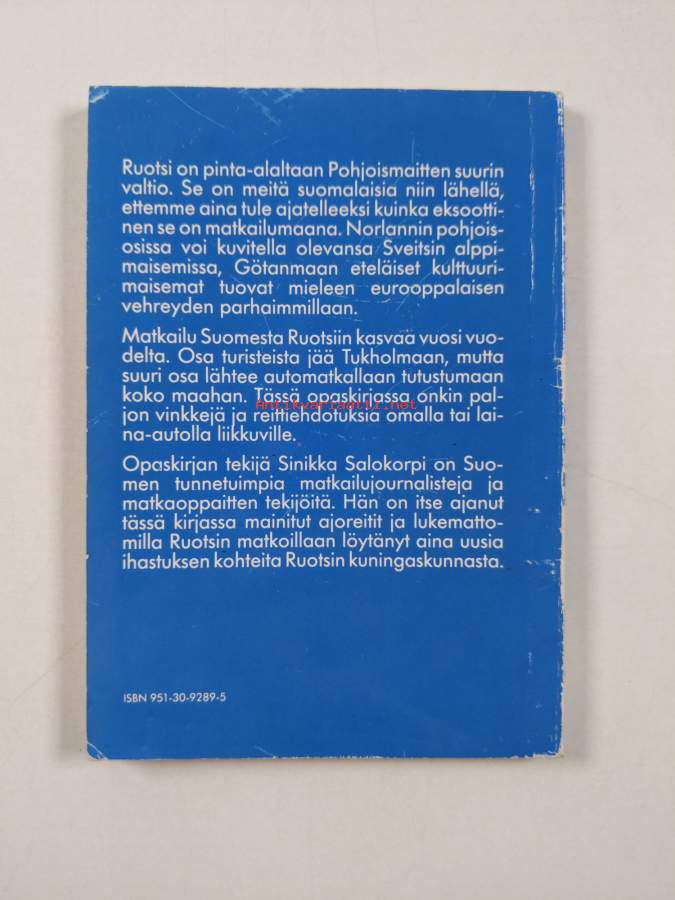 Ruotsi on pinta-alaltaan Pohjoismaitten suurin
valtio. Se on meitä suomalaisia niin lähellä,
ettemme aina tule ajatelleeksi kuinka eksootti-
nen se on matkailumaana. Norlannin pohjois-
osissa voi kuvitella olevansa Sveitsin alppi-
maisemissa, Götanmaan eteläiset kulttuuri-
maisemat tuovat mieleen eurooppalaisen
vehreyden parhaimmillaan.
Matkailu Suomesta Ruotsiin kasvaa vuosi vuo-
delta. Osa turisteista jää Tukholmaan, mutta
suuri osa lähtee automatkallaan tutustumaan
koko maahan. Tässä opaskirjassa onkin pal-
jon vinkkejä ja reittiehdotuksia omalla tai lai-
na-autolla liikkuville.
Opaskirjan tekijä Sinikka Salokorpi on Suo-
men tunnetuimpia matkailujournalisteja ja
matkaoppaitten tekijöitä. Hän on itse ajanut
tässä kirjassa mainitut ajoreitit ja lukematto-
milla Ruotsin matkoillaan löytänyt aina uusia
ihastuksen kohteita Ruotsin kuningaskunnasta.
ISBN 951-30-9289-5
Antikvariaatti.net